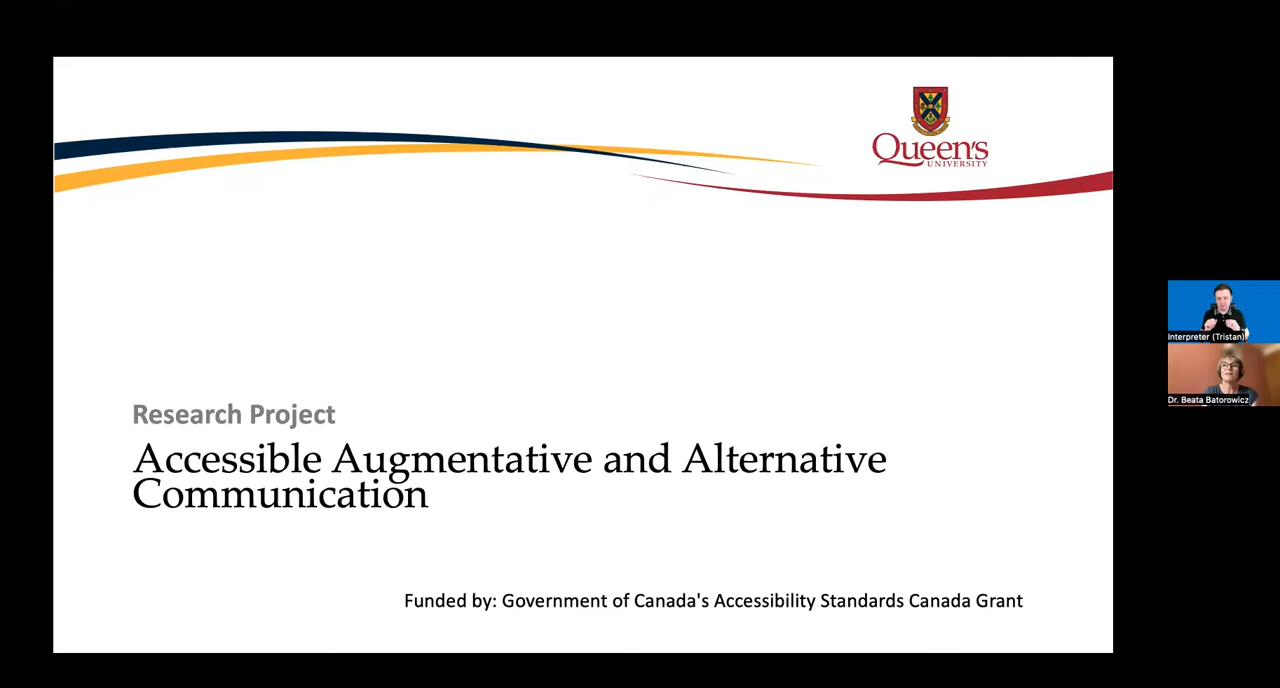 Queen's
UNIVERSITY
Research Project
Accessible Augmentative and Alternative
Communication
Funded by: Government of Canada's Accessibility Standards Canada Grant
Interpreter (Tristan)
Dr. Beata Batorowicz